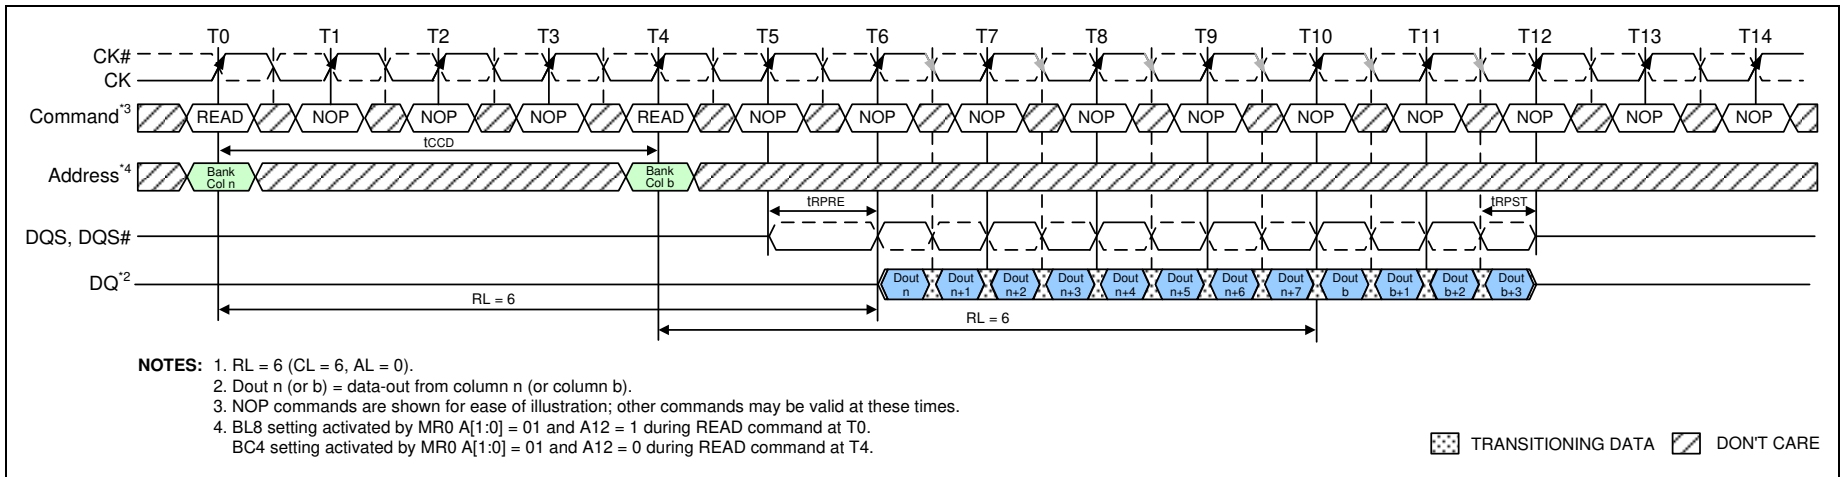 T0 T1 T2 T3 T4 T5 T6 T7 T8 T9 T10 T11 T12 T13 T14
CK#
CK
Command*3 READ NOP NOP NOP READ NOP NOP NOP NOP NOP NOP NOP NOP NOP NOP
tCCD
Address*4 Bank Col n Bank Col b
tRPRE tRPST
DQS, DQS#
DQ*2 Dout n Dout n+1 Dout n+2 Dout n+3 Dout n+4 Dout n+5 Dout n+6 Dout n+7 Dout b Dout b+1 Dout b+2 Dout b+3
RL = 6
RL = 6
NOTES: 1. RL = 6 (CL = 6, AL = 0).
2. Dout n (or b) = data-out from column n (or column b).
3. NOP commands are shown for ease of illustration; other commands may be valid at these times.
4. BL8 setting activated by MR0 A[1:0] = 01 and A12 = 1 during READ command at T0.
BC4 setting activated by MR0 A[1:0] = 01 and A12 = 0 during READ command at T4.
TRANSITIONING DATA DON'T CARE